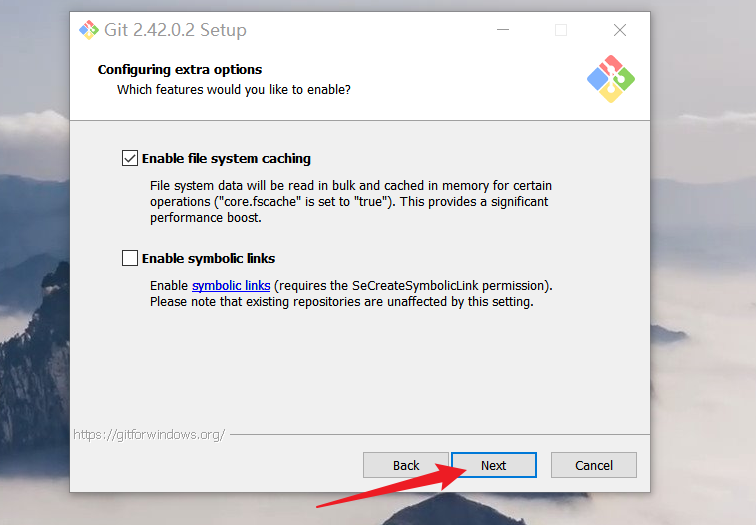 Git 2.42.0.2 Setup
Configuring extra options
Which features would you like to enable?
Enable file system caching
File system data will be read in bulk and cached in memory for certain
operations ("core.fscache" is set to "true"). This provides a significant
performance boost.
Enable symbolic links
Enable symbolic links (requires the SeCreateSymbolicLink permission).
Please note that existing repositories are unaffected by this setting.
https://gitforwindows.org/
Back
Next
Cancel